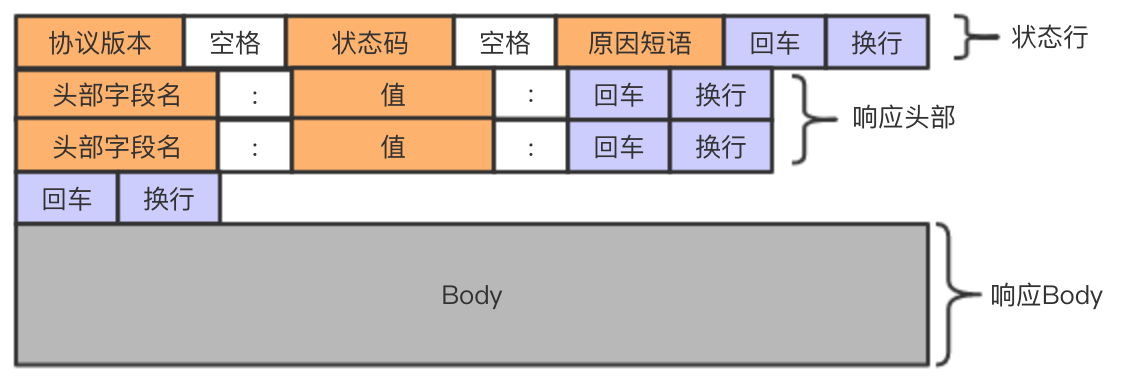 协议版本 空格 状态码 空格 原因短语 回车 换行 状态行
头部字段名 : 值 : 回车 换行
响应头部
头部字段名 : 值 : 回车 换行
回车 换行
Body 响应Body